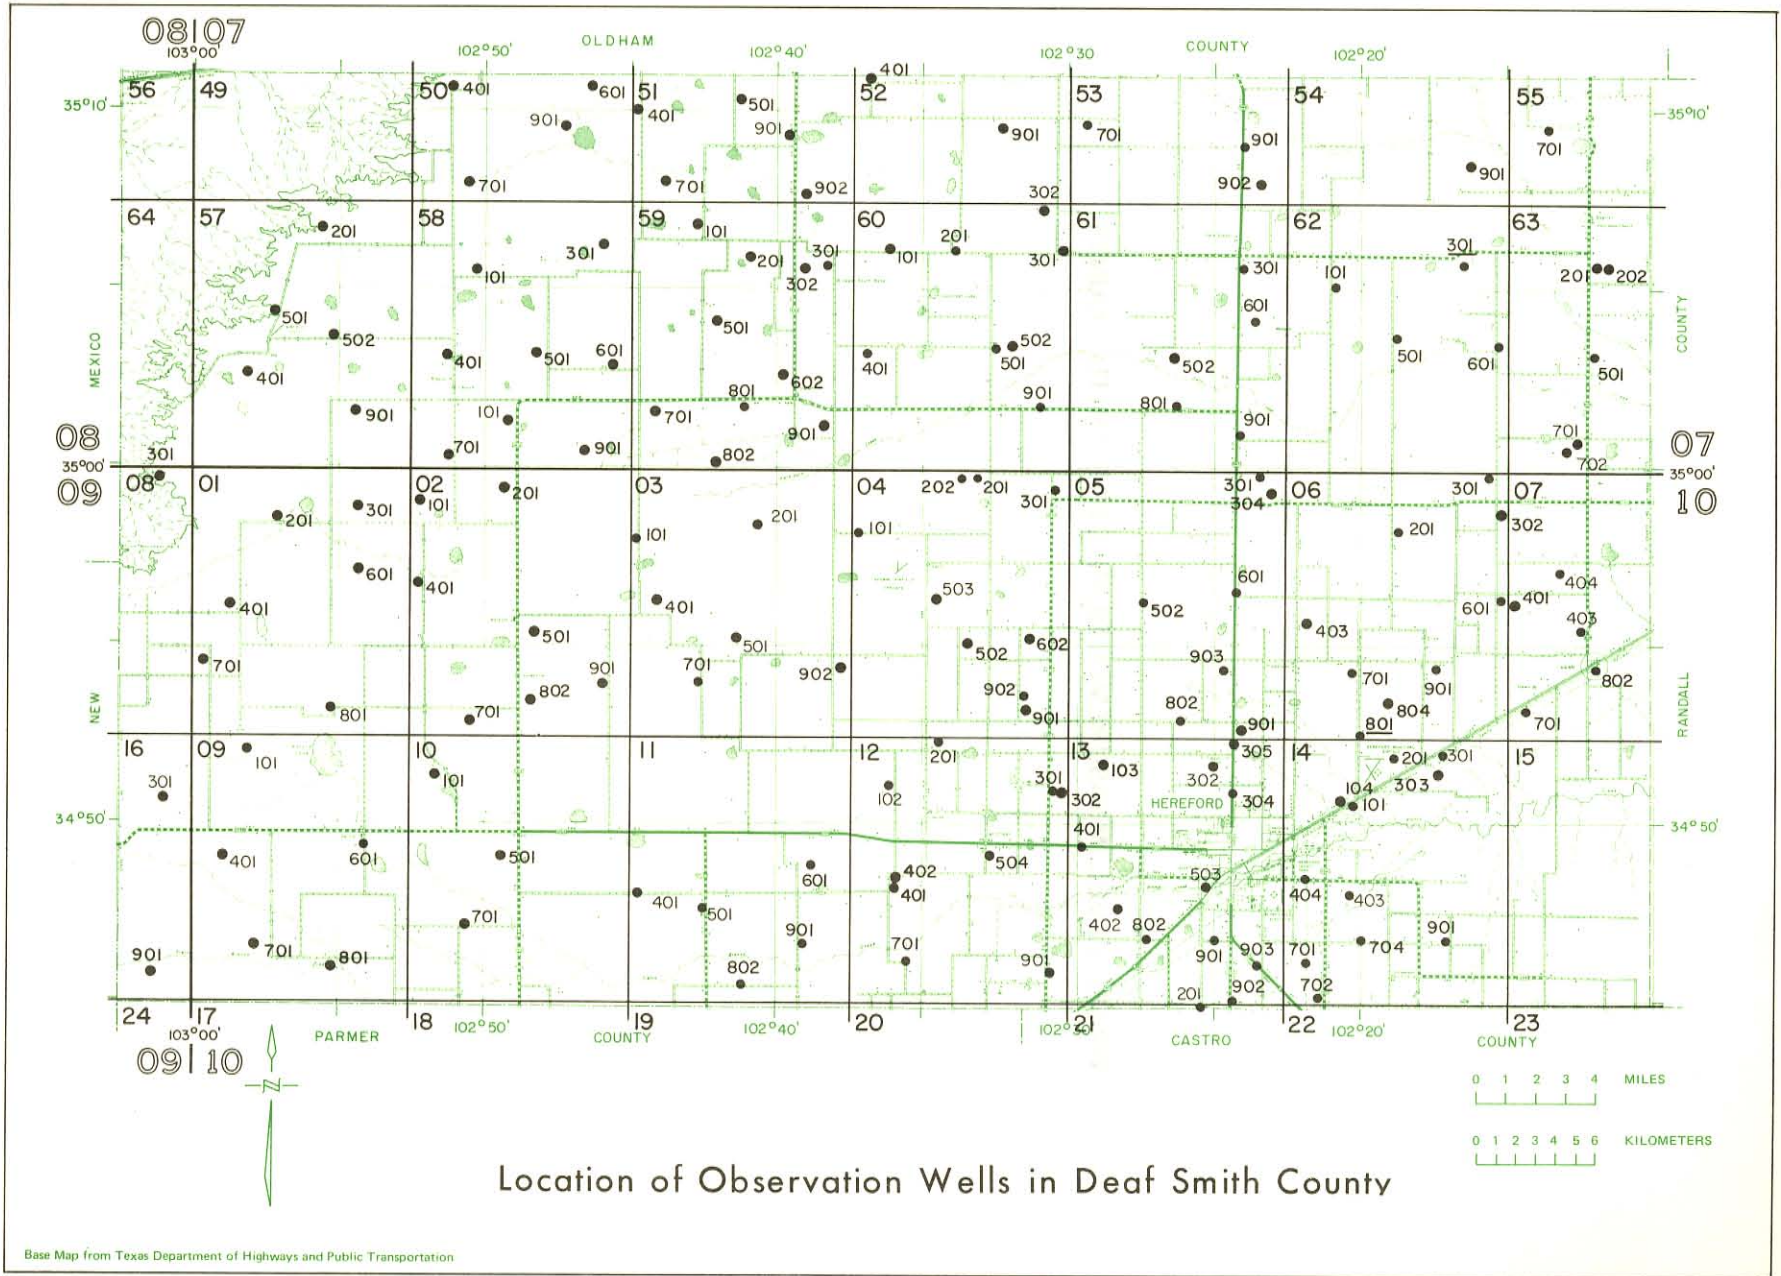 08 07
103°00'
102°50'
OLDHAM
102°40'
102°30'
COUNTY
102°20'
56 49 50 401 601 51 501 401 52 53 54 55
35°10'
35°10'
901 401 901 901 701 901 701
902 901
701 701 902 302
64 57 201 58 59 101 60 61 62 63
301 101 201 301 101 201 301 301 101 301 201 202
302
501 502 401 501 601 501 401 501 502 502 601 501 601 501
401 602
MEXICO
COUNTY
901 101 701 801 901 801 901 701
701 901 802 901 702
08
09
07
10
35°00'
35°00'
301
08 01 02 201 03 04 202 201 301 05 301 304 06 301 07
201 301 101 101 201 101 201 302
601 401 401 503 502 601 404
401 601 401 403
403
501 501 502 602
701 901 701 902 903 701 901 802
801 701 802 902 901 802 804 701
801
901
NEW
RANDALL
16 09 10 11 12 201 13 305 14 201 301 15
101 101 102 301 302 103 302 304 104 101 303
301
HEREFORD
34°50'
34°50'
401 601 501 601 402 401 504 401 503 404 403
401 501 402 802
701 801 701 901 802 701 901 901 903 701 704 901
901 201 902 702
24 17 18 19 20 21 22 23
103°00'
PARMER
102°50'
COUNTY
102°40'
102°30'
CASTRO
102°20'
COUNTY
09 10
N
0 1 2 3 4 MILES
0 1 2 3 4 5 6 KILOMETERS
Location of Observation Wells in Deaf Smith County
Base Map from Texas Department of Highways and Public Transportation